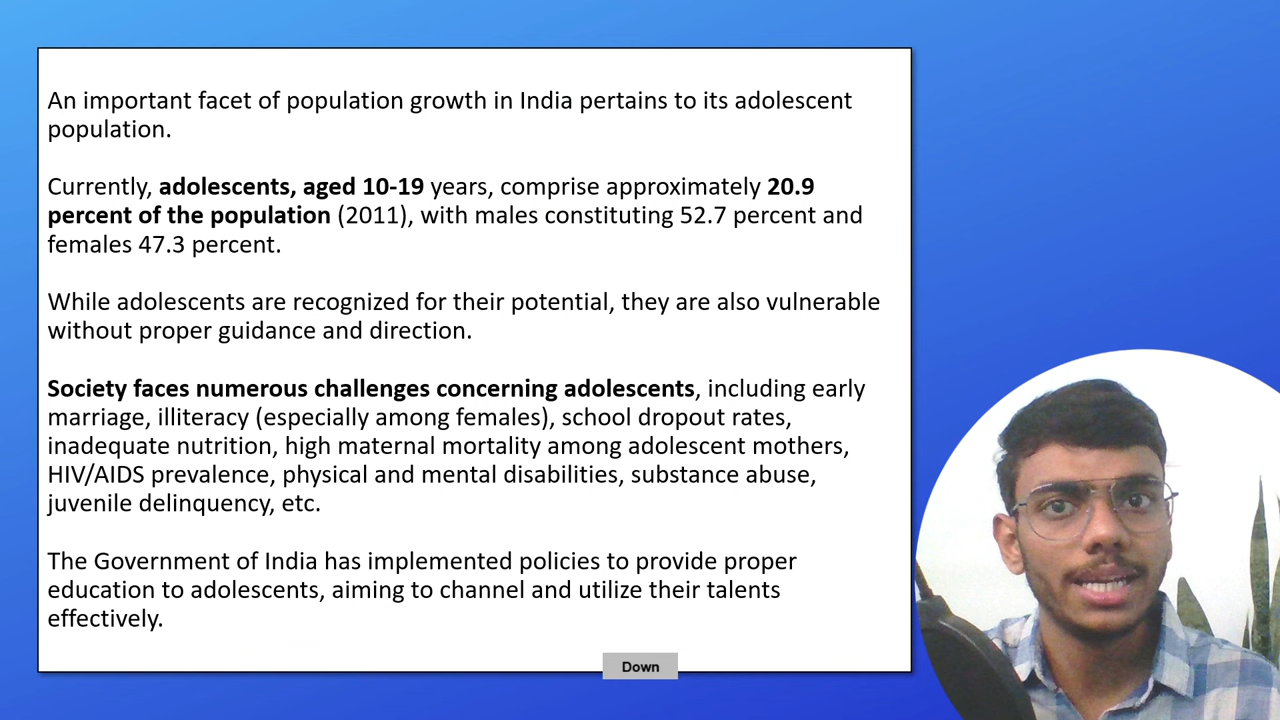 An important facet of population growth in India pertains to its adolescent
population.
Currently, adolescents, aged 10-19 years, comprise approximately 20.9
percent of the population (2011), with males constituting 52.7 percent and
females 47.3 percent.
While adolescents are recognized for their potential, they are also vulnerable
without proper guidance and direction.
Society faces numerous challenges concerning adolescents, including early
marriage, illiteracy (especially among females), school dropout rates,
inadequate nutrition, high maternal mortality among adolescent mothers,
HIV/AIDS prevalence, physical and mental disabilities, substance abuse,
juvenile delinquency, etc.
The Government of India has implemented policies to provide proper
education to adolescents, aiming to channel and utilize their talents
effectively.
Down